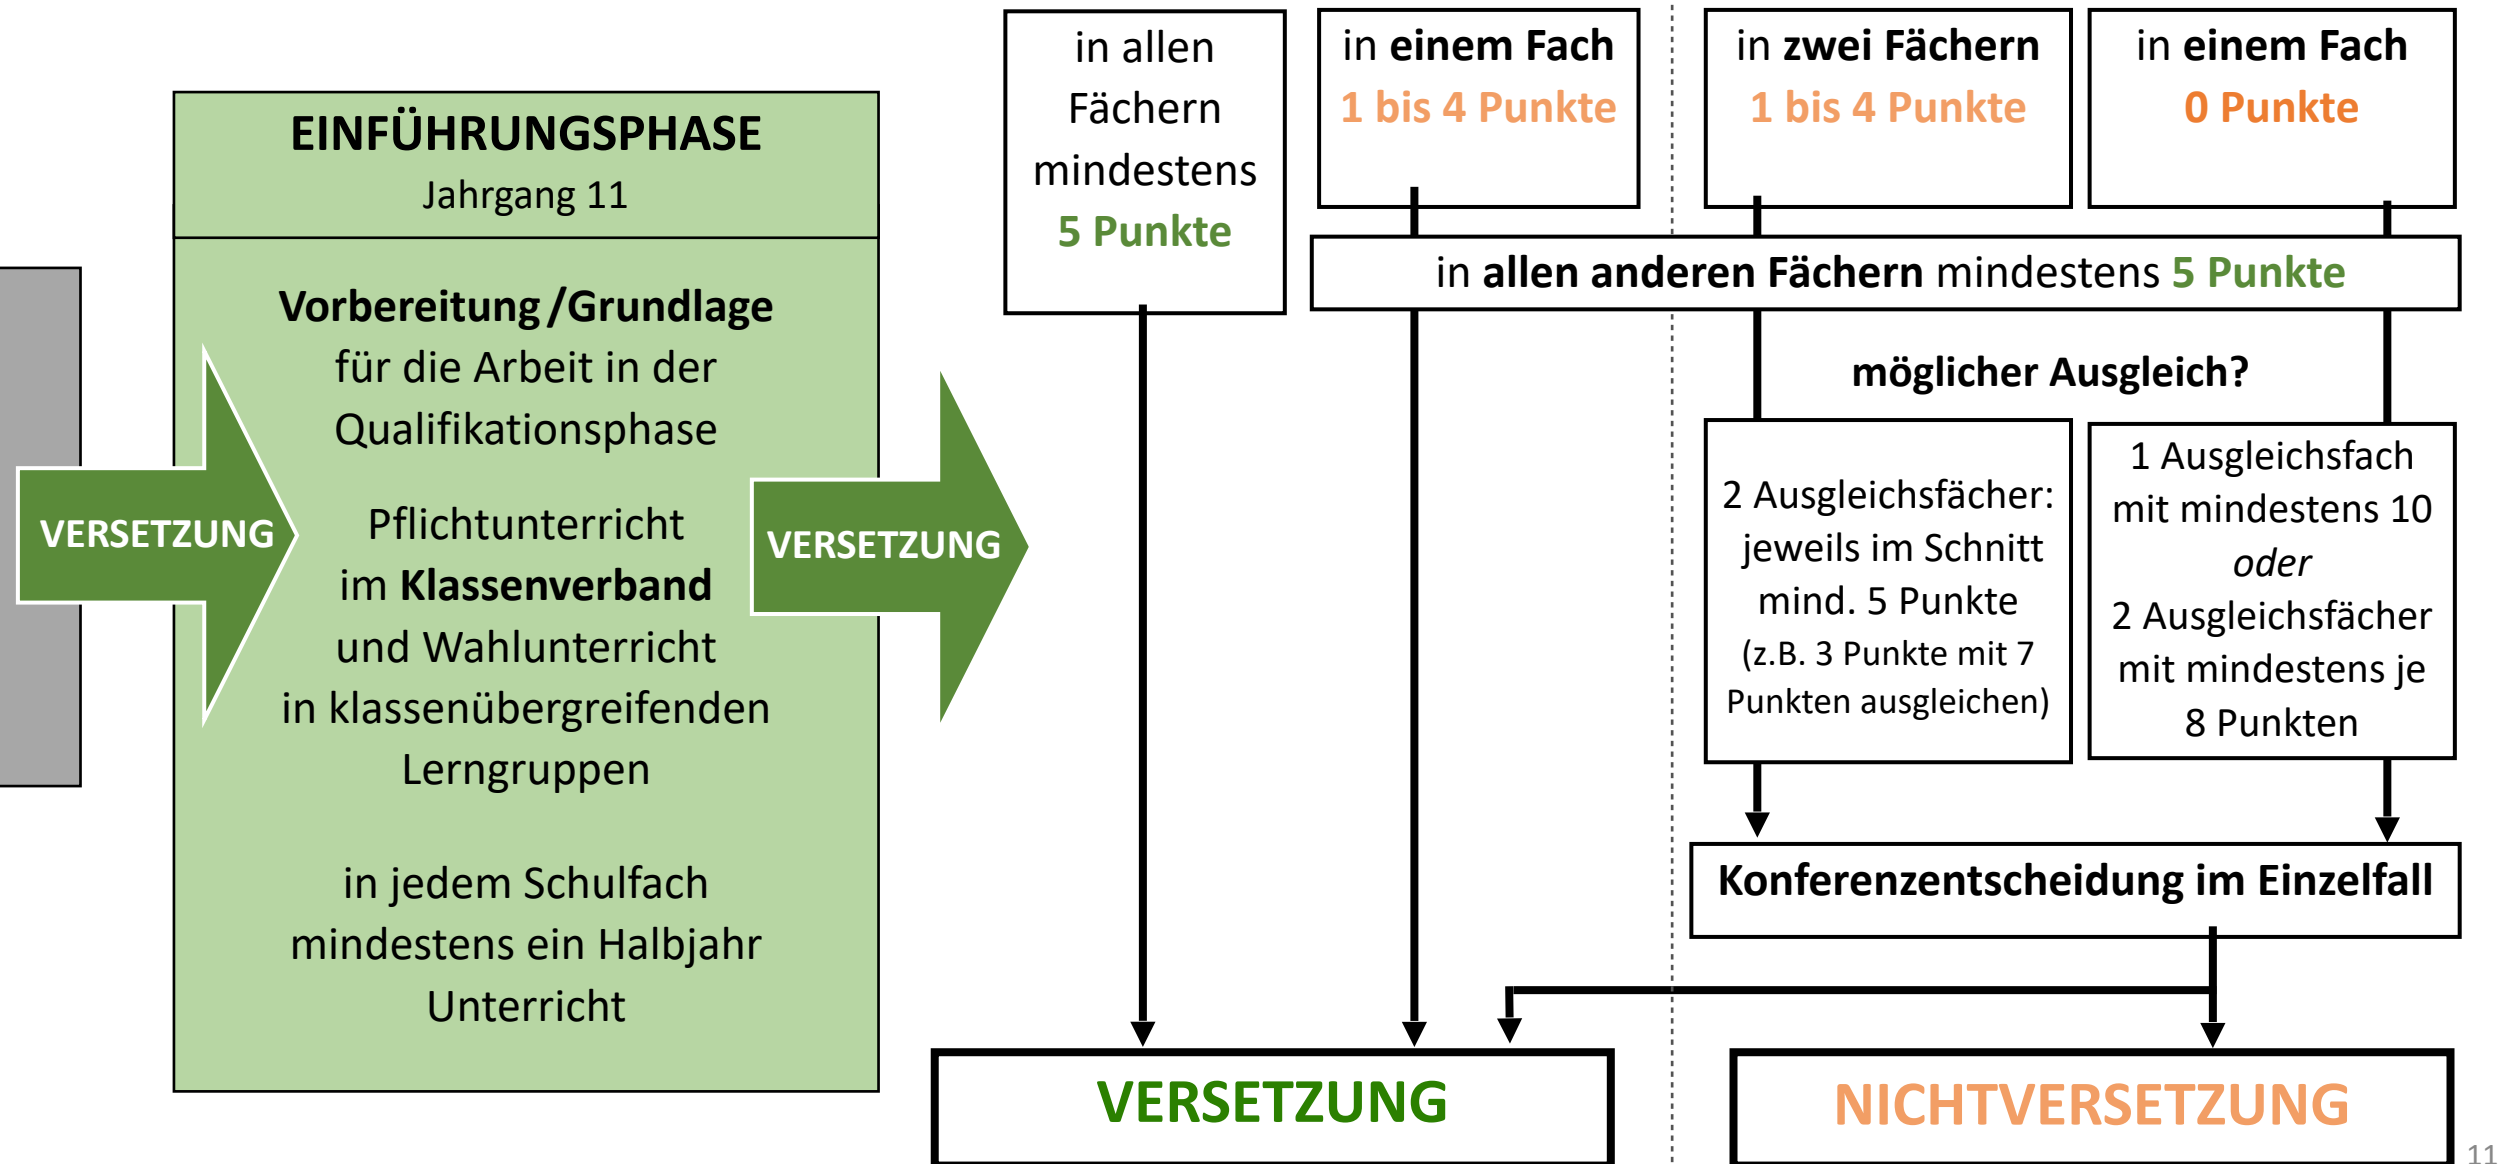 VERSETZUNG
EINFÜHRUNGSPHASE
Jahrgang 11
Vorbereitung/Grundlage
für die Arbeit in der
Qualifikationsphase
Pflichtunterricht
im Klassenverband
und Wahlunterricht
in klassenübergreifenden
Lerngruppen
in jedem Schulfach
mindestens ein Halbjahr
Unterricht
VERSETZUNG
in allen
Fächern
mindestens
5 Punkte
in einem Fach
1 bis 4 Punkte
in zwei Fächern
1 bis 4 Punkte
in einem Fach
0 Punkte
in allen anderen Fächern mindestens 5 Punkte
möglicher Ausgleich?
2 Ausgleichsfächer:
jeweils im Schnitt
mind. 5 Punkte
(z.B. 3 Punkte mit 7
Punkten ausgleichen)
1 Ausgleichsfach
mit mindestens 10
oder
2 Ausgleichsfächer
mit mindestens je
8 Punkten
Konferenzentscheidung im Einzelfall
VERSETZUNG
NICHTVERSETZUNG
11